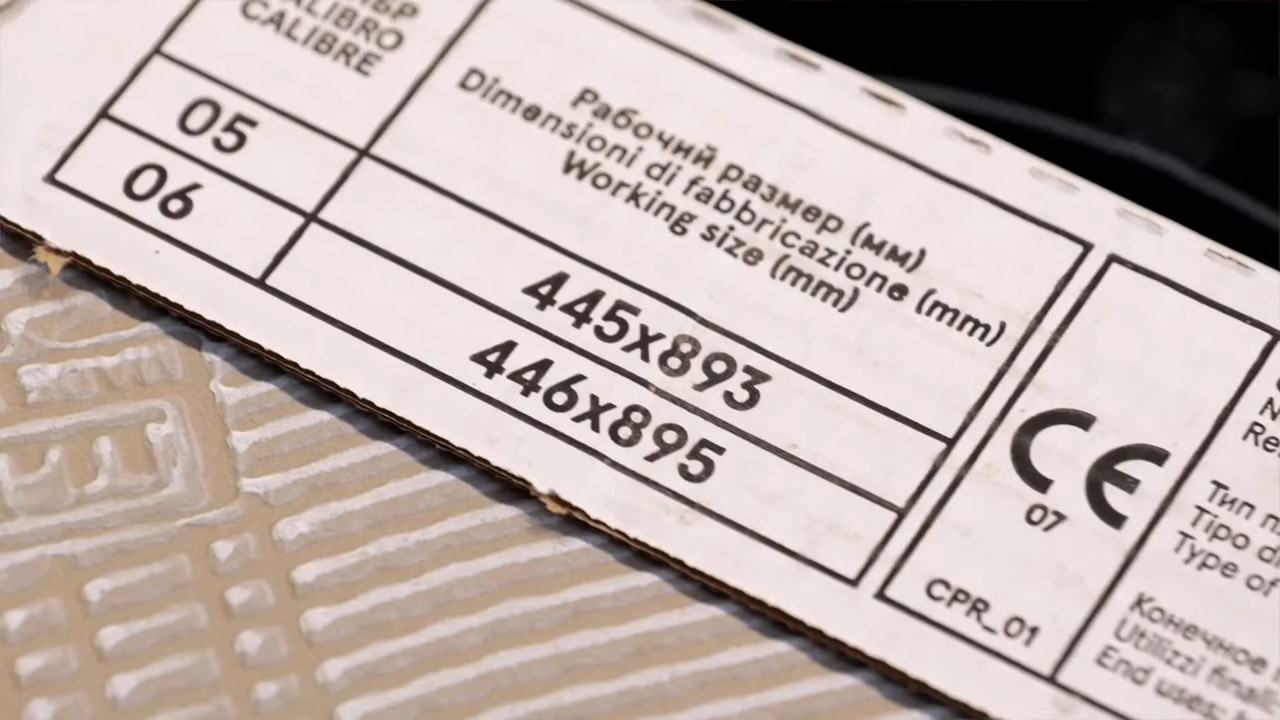 CALIBRO
CALIBRE
05
06
Рабочий размер (мм)
Dimensioni di fabbricazione (mm)
Working size (mm)
445x893
446x895
CE
07
CPR_01
Тип
Tipo
Type of
Конечное
Utilizzi
End uses: